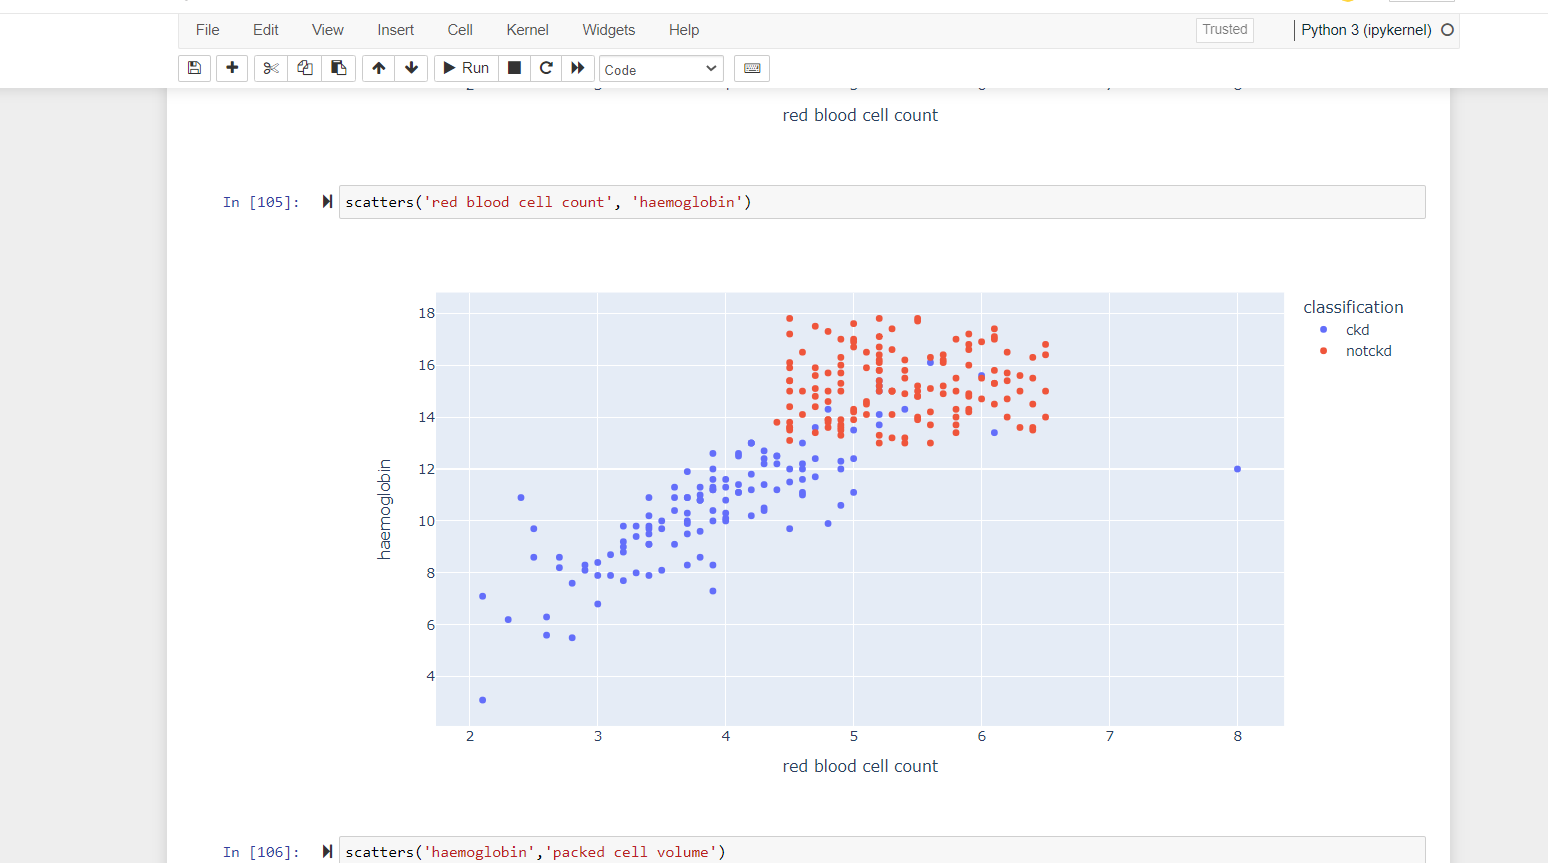 File Edit View Insert Cell Kernel Widgets Help Trusted Python 3 (ipykernel)
Run Code
red blood cell count
In [105]: scatters('red blood cell count', 'haemoglobin')
classification
ckd
notckd
18
16
14
12
10
8
6
4
haemoglobin
2 3 4 5 6 7 8
red blood cell count
In [106]: scatters('haemoglobin','packed cell volume')